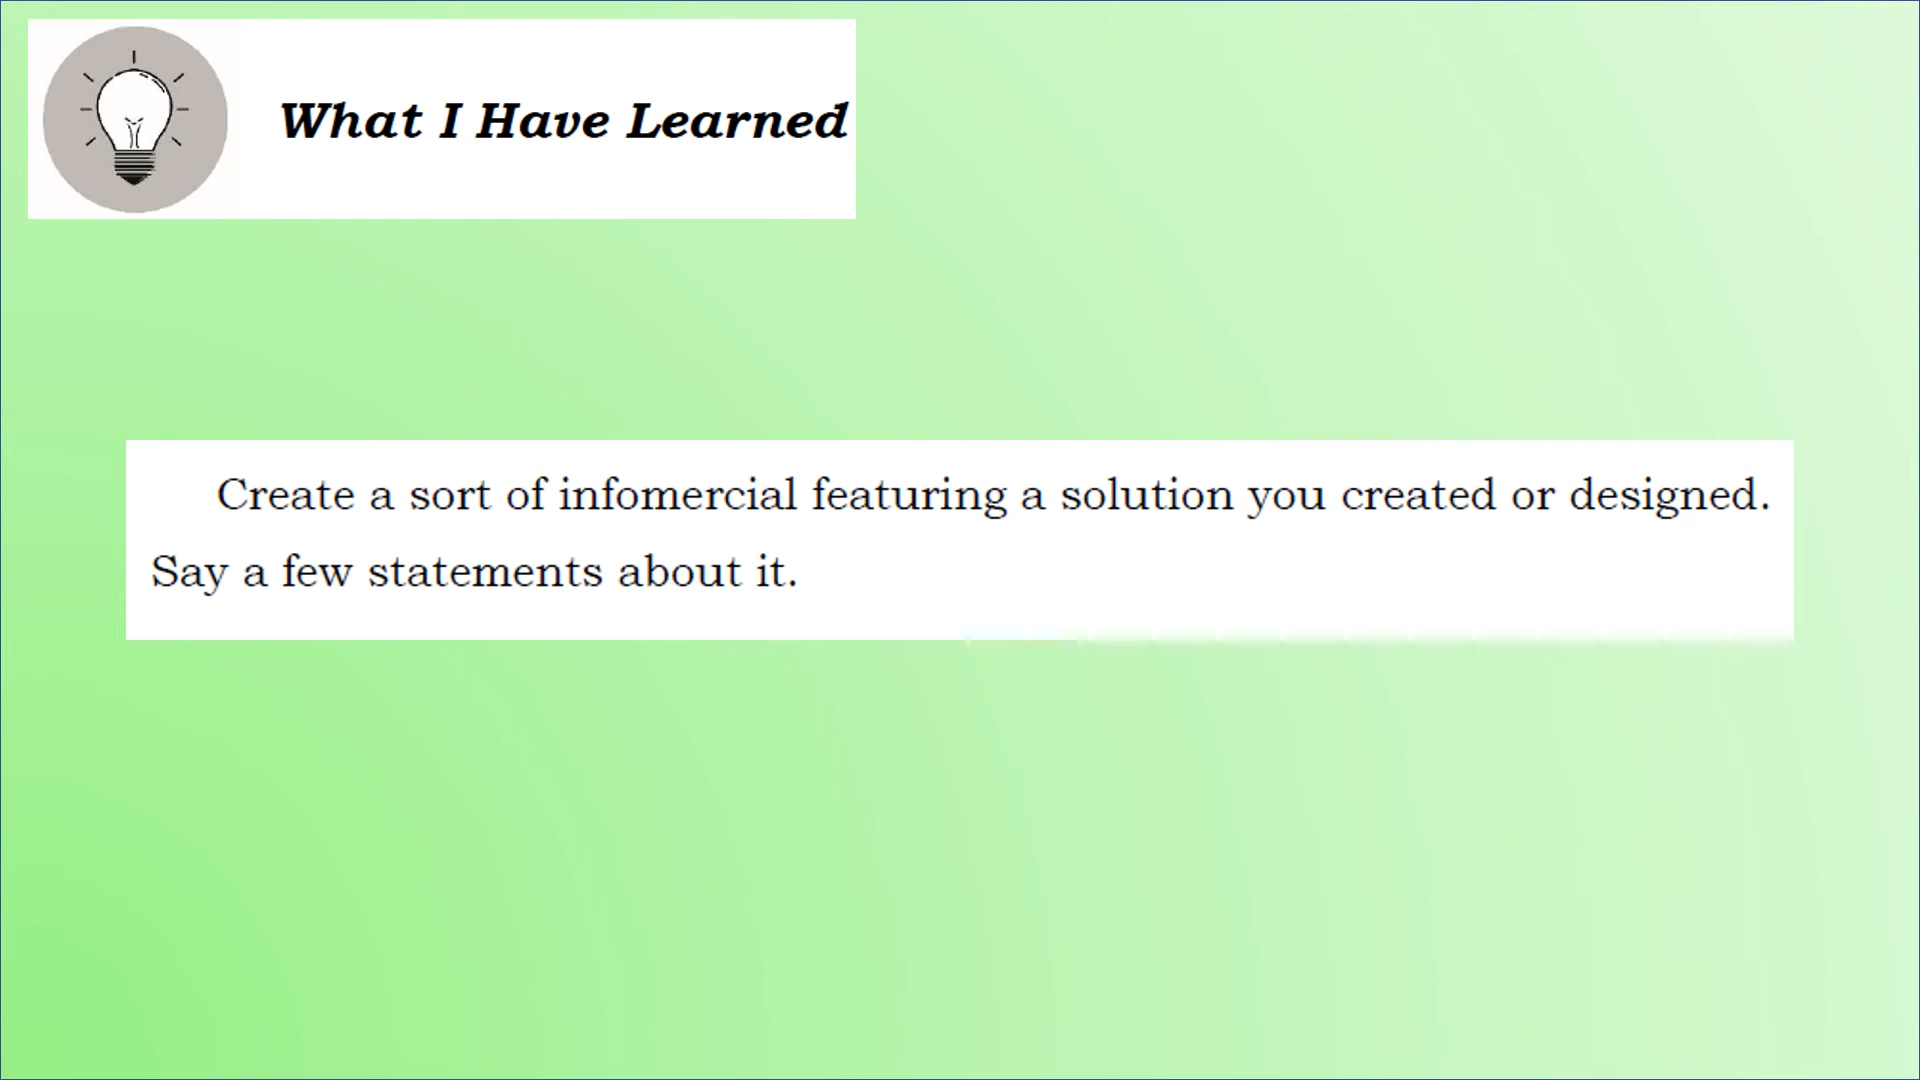 What I Have Learned
Create a sort of infomercial featuring a solution you created or designed.
Say a few statements about it.